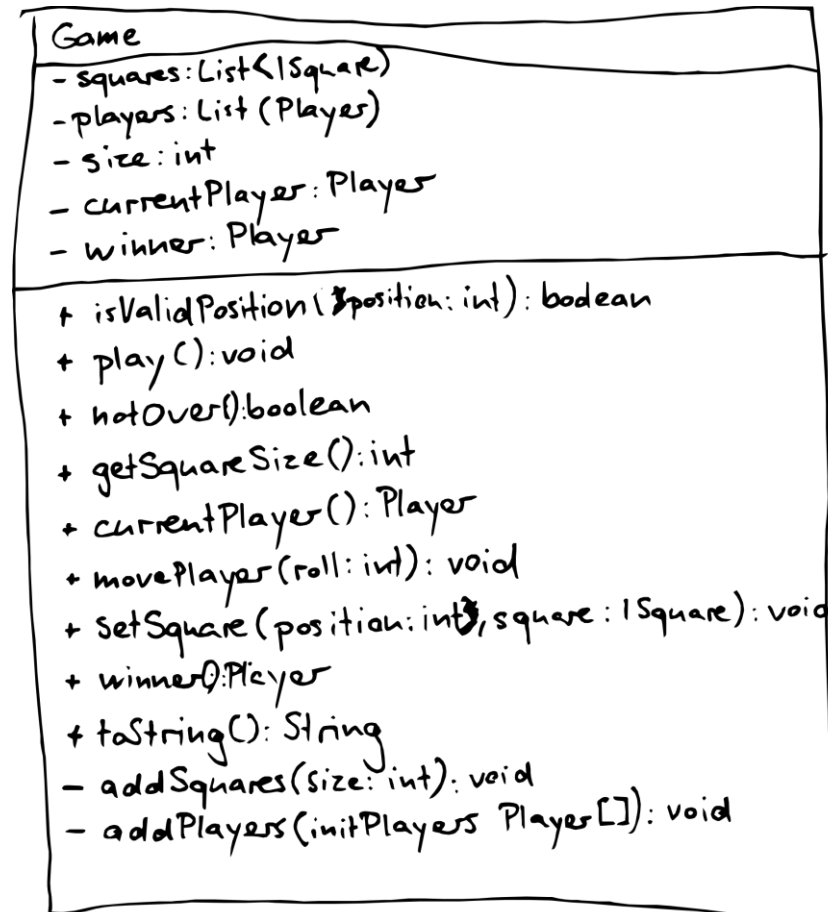 Game
- squares: List<ISquare)
- players: List (Player)
- size: int
- currentPlayer: Player
- winner: Player
+ isValidPosition(position: int): boolean
+ play(): void
+ notOver(): boolean
+ getSquareSize(): int
+ currentPlayer(): Player
+ movePlayer(roll: int): void
+ setSquare(position: int, square: ISquare): void
+ winner(): Player
+ toString(): String
- addSquares(size: int): void
- addPlayers(initPlayers Player[]): void